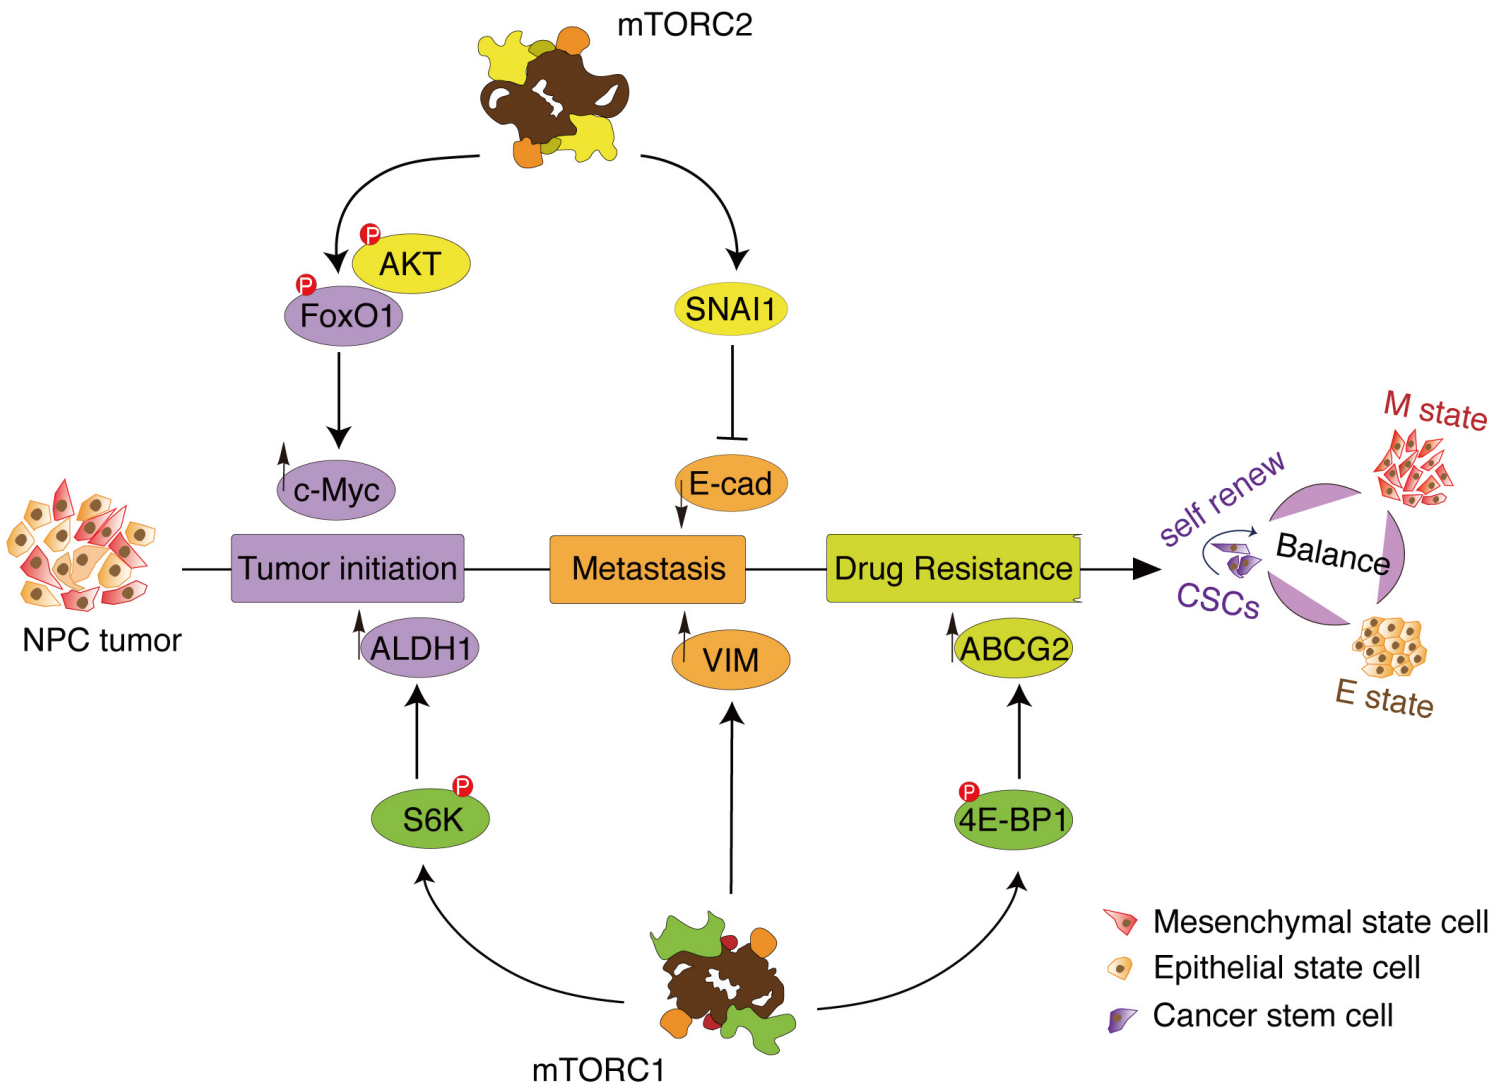 mTORC2
P
AKT
P
FoxO1
SNAI1
c-Myc
E-cad
M state
self renew
Balance
CSCs
E state
Tumor initiation
Metastasis
Drug Resistance
NPC tumor
ALDH1
VIM
ABCG2
P
S6K
P
4E-BP1
mTORC1
Mesenchymal state cell
Epithelial state cell
Cancer stem cell